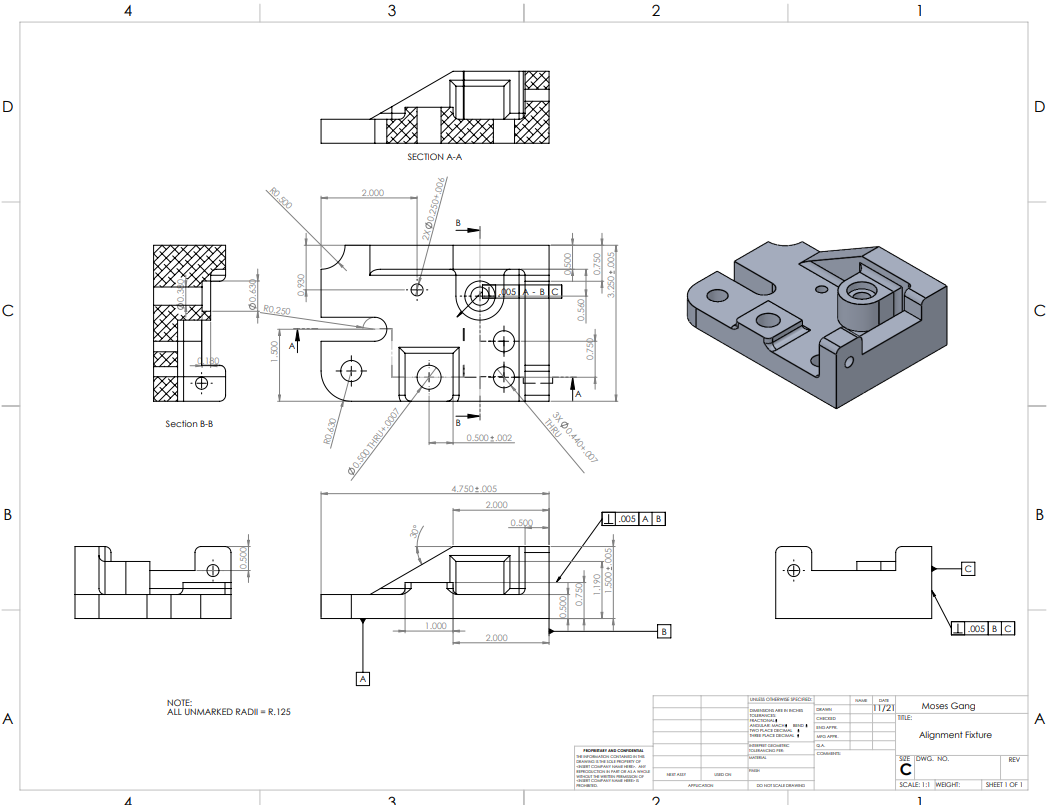 4 3 2 1
D D
SECTION A-A
R0.500
2.000
2X Ø0.250+.006
B
0.930
0.500
0.750
3.250±.005
.005 A - B C
0.560
Ø0.630
R0.250
C C
A
1.500
0.750
0.180
A
B
Section B-B
R0.630
Ø0.500 THRU+.0007
0.500±.002
3X Ø0.440+.007
THRU
4.750±.005
2.000
0.500
.005 A B
B B
30°
0.500
0.500
0.750
1.190
1.500±.005
C
1.000
2.000
B
.005 B C
A
NOTE:
ALL UNMARKED RADII = R.125
A A
UNLESS OTHERWISE SPECIFIED:
DIMENSIONS ARE IN INCHES
TOLERANCES:
FRACTIONAL
ANGULAR: MACH BEND
TWO PLACE DECIMAL
THREE PLACE DECIMAL
INTERPRET GEOMETRIC
TOLERANCING PER:
MATERIAL
FINISH
DO NOT SCALE DRAWING
NAME DATE
DRAWN 11/21
CHECKED
ENG APPR.
MFG APPR.
Q.A.
COMMENTS:
Moses Gang
TITLE:
Alignment Fixture
SIZE DWG. NO. REV
C
SCALE: 1:1 WEIGHT: SHEET 1 OF 1
PROPRIETARY AND CONFIDENTIAL
THE INFORMATION CONTAINED IN THIS
DRAWING IS THE SOLE PROPERTY OF
<INSERT COMPANY NAME HERE>. ANY
REPRODUCTION IN PART OR AS A WHOLE
WITHOUT THE WRITTEN PERMISSION OF
<INSERT COMPANY NAME HERE> IS
PROHIBITED.
NEXT ASSY USED ON
APPLICATION
4 3 2 1